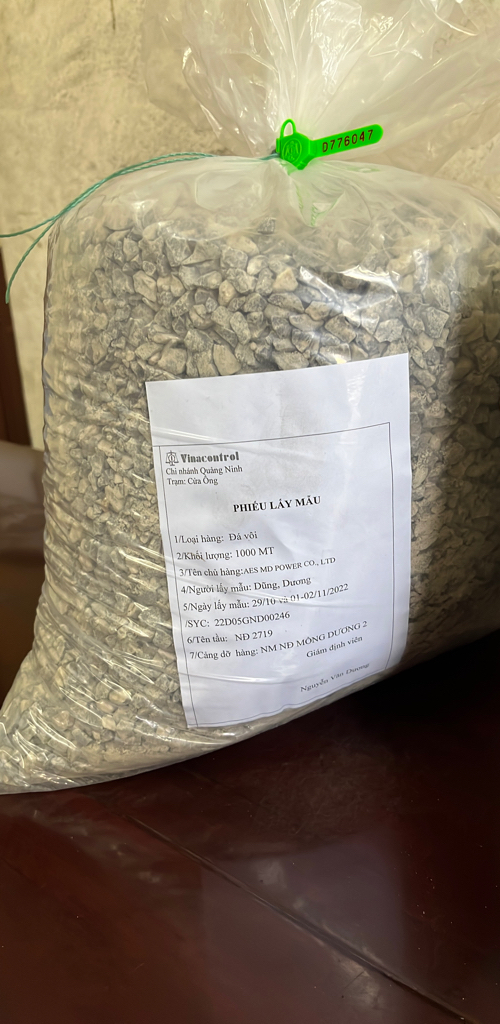 0776047
Vinacontrol
Chi nhánh Quảng Ninh
Trạm: Cửa Ông
PHIẾU LẤY MẪU
1/Loại hàng: Đá vôi
2/Khối lượng: 1000 MT
3/Tên chủ hàng:AES MD POWER CO., LTD
4/Người lấy mẫu: Dũng, Dương
5/Ngày lấy mẫu: 29/10 và 01-02/11/2022
/SYC: 22D05GND00246
6/Tên tầu: NĐ 2719
7/Cảng dỡ hàng: NM NĐ MÔNG DƯƠNG 2
Giám định viên
Nguyễn Văn Dương